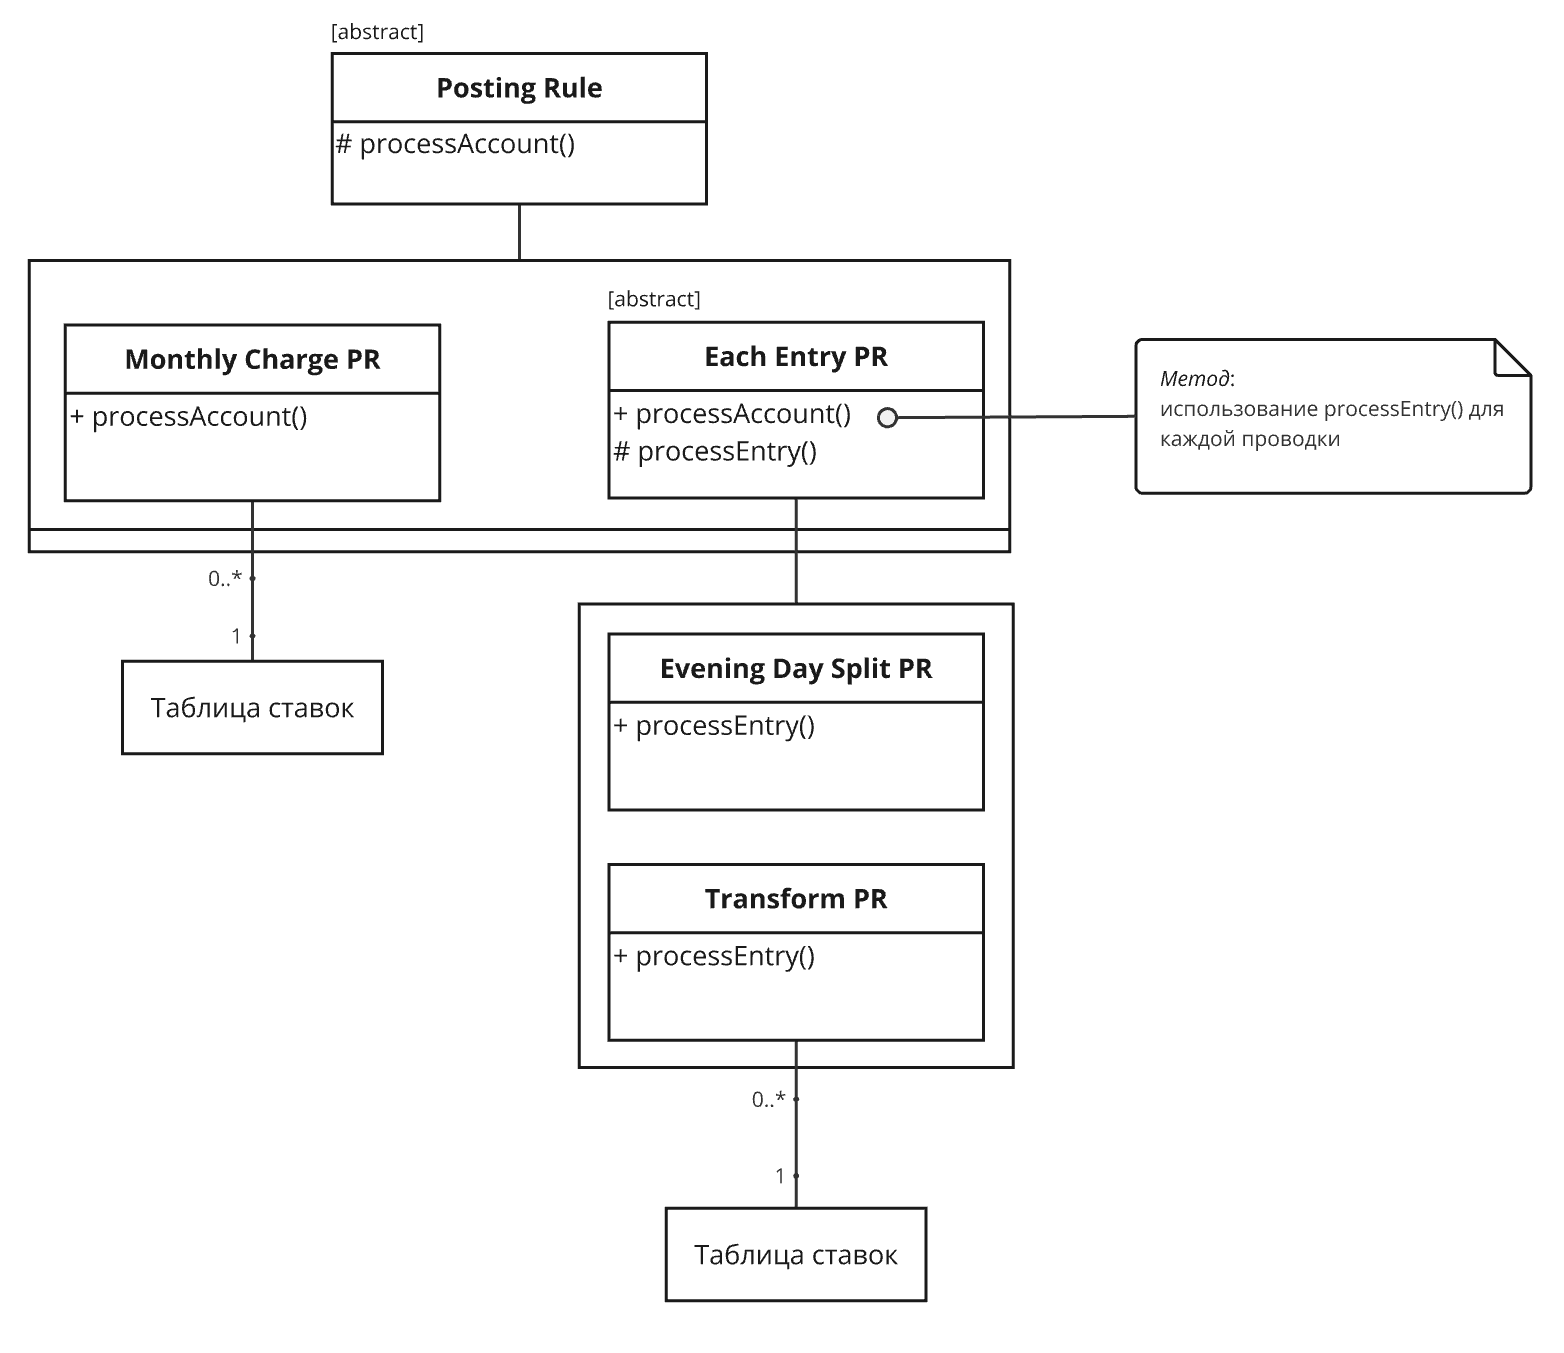 [abstract]
Posting Rule
# processAccount()
[abstract]
Monthly Charge PR
+ processAccount()
Each Entry PR
+ processAccount()
# processEntry()
Метод:
использование processEntry() для
каждой проводки
0..*
1
Таблица ставок
Evening Day Split PR
+ processEntry()
Transform PR
+ processEntry()
0..*
1
Таблица ставок